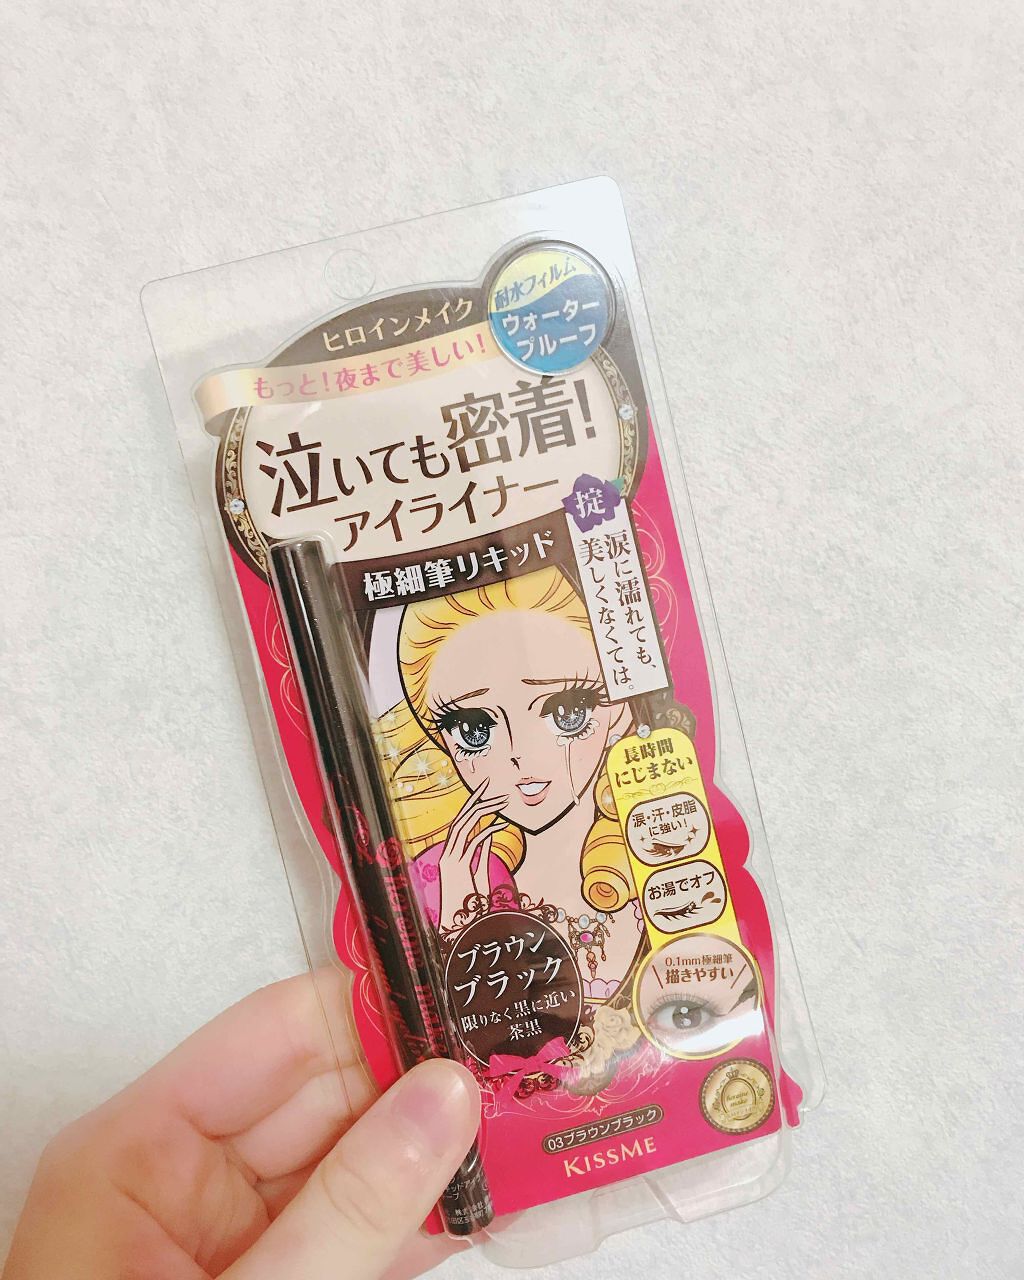 ヒロインメイク
耐水フィルム
ウォーター
プルーフ
もっと!夜まで美しい!
泣いても密着!
アイライナー
極細筆リキッド
掟
涙に濡れても、
美しくなくては。
長時間
にじまない
涙・汗・皮脂
に強い!
お湯でオフ
0.1mm極細筆
描きやすい
ブラウン
ブラック
限りなく黒に近い
茶黒
heroine
make
03ブラウンブラック
KISSME